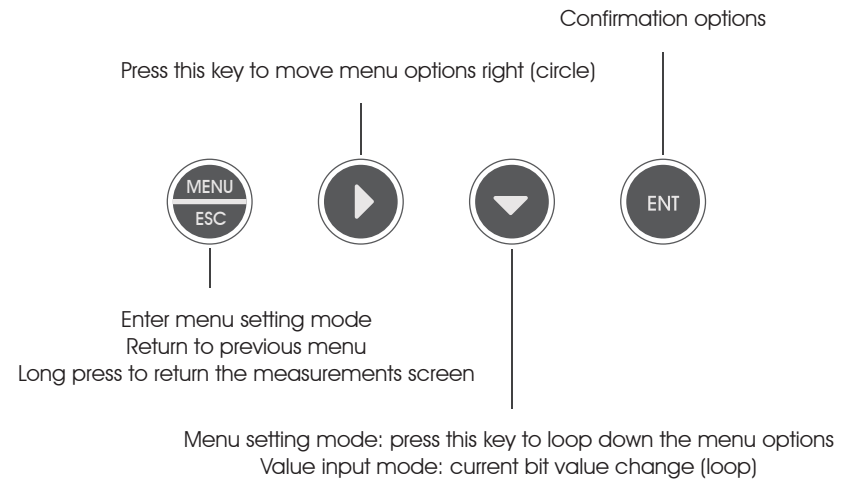 Confirmation options
Press this key to move menu options right (circle)
MENU
ESC
ENT
Enter menu setting mode
Return to previous menu
Long press to return the measurements screen
Menu setting mode: press this key to loop down the menu options
Value input mode: current bit value change (loop)